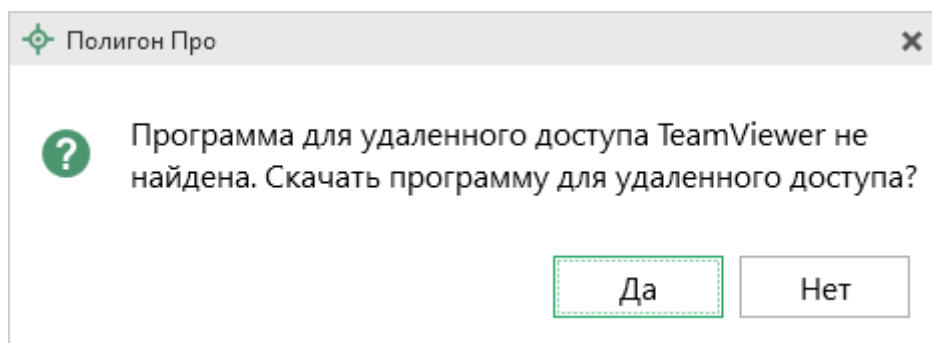 Полигон Про
Программа для удаленного доступа TeamViewer не
найдена. Скачать программу для удаленного доступа?
Да
Нет